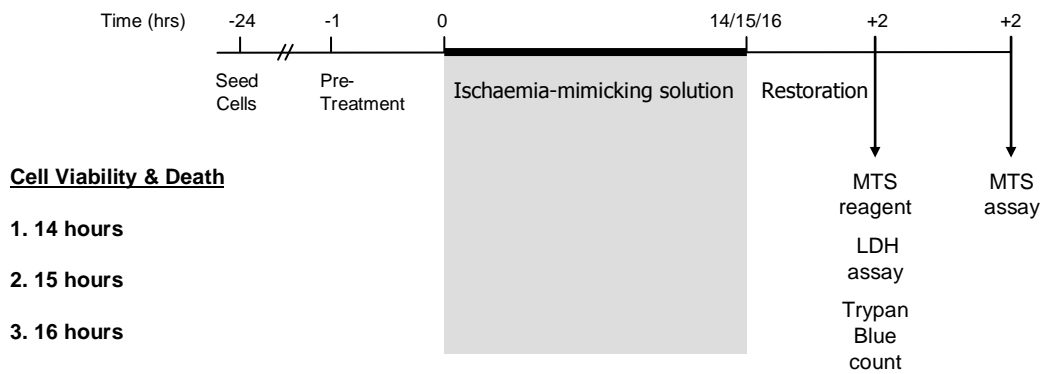 Time (hrs) -24 -1 0 14/15/16 +2 +2
Seed
Cells
Pre-
Treatment
Ischaemia-mimicking solution
Restoration
Cell Viability & Death
1. 14 hours
2. 15 hours
3. 16 hours
MTS
reagent
LDH
assay
Trypan
Blue
count
MTS
assay